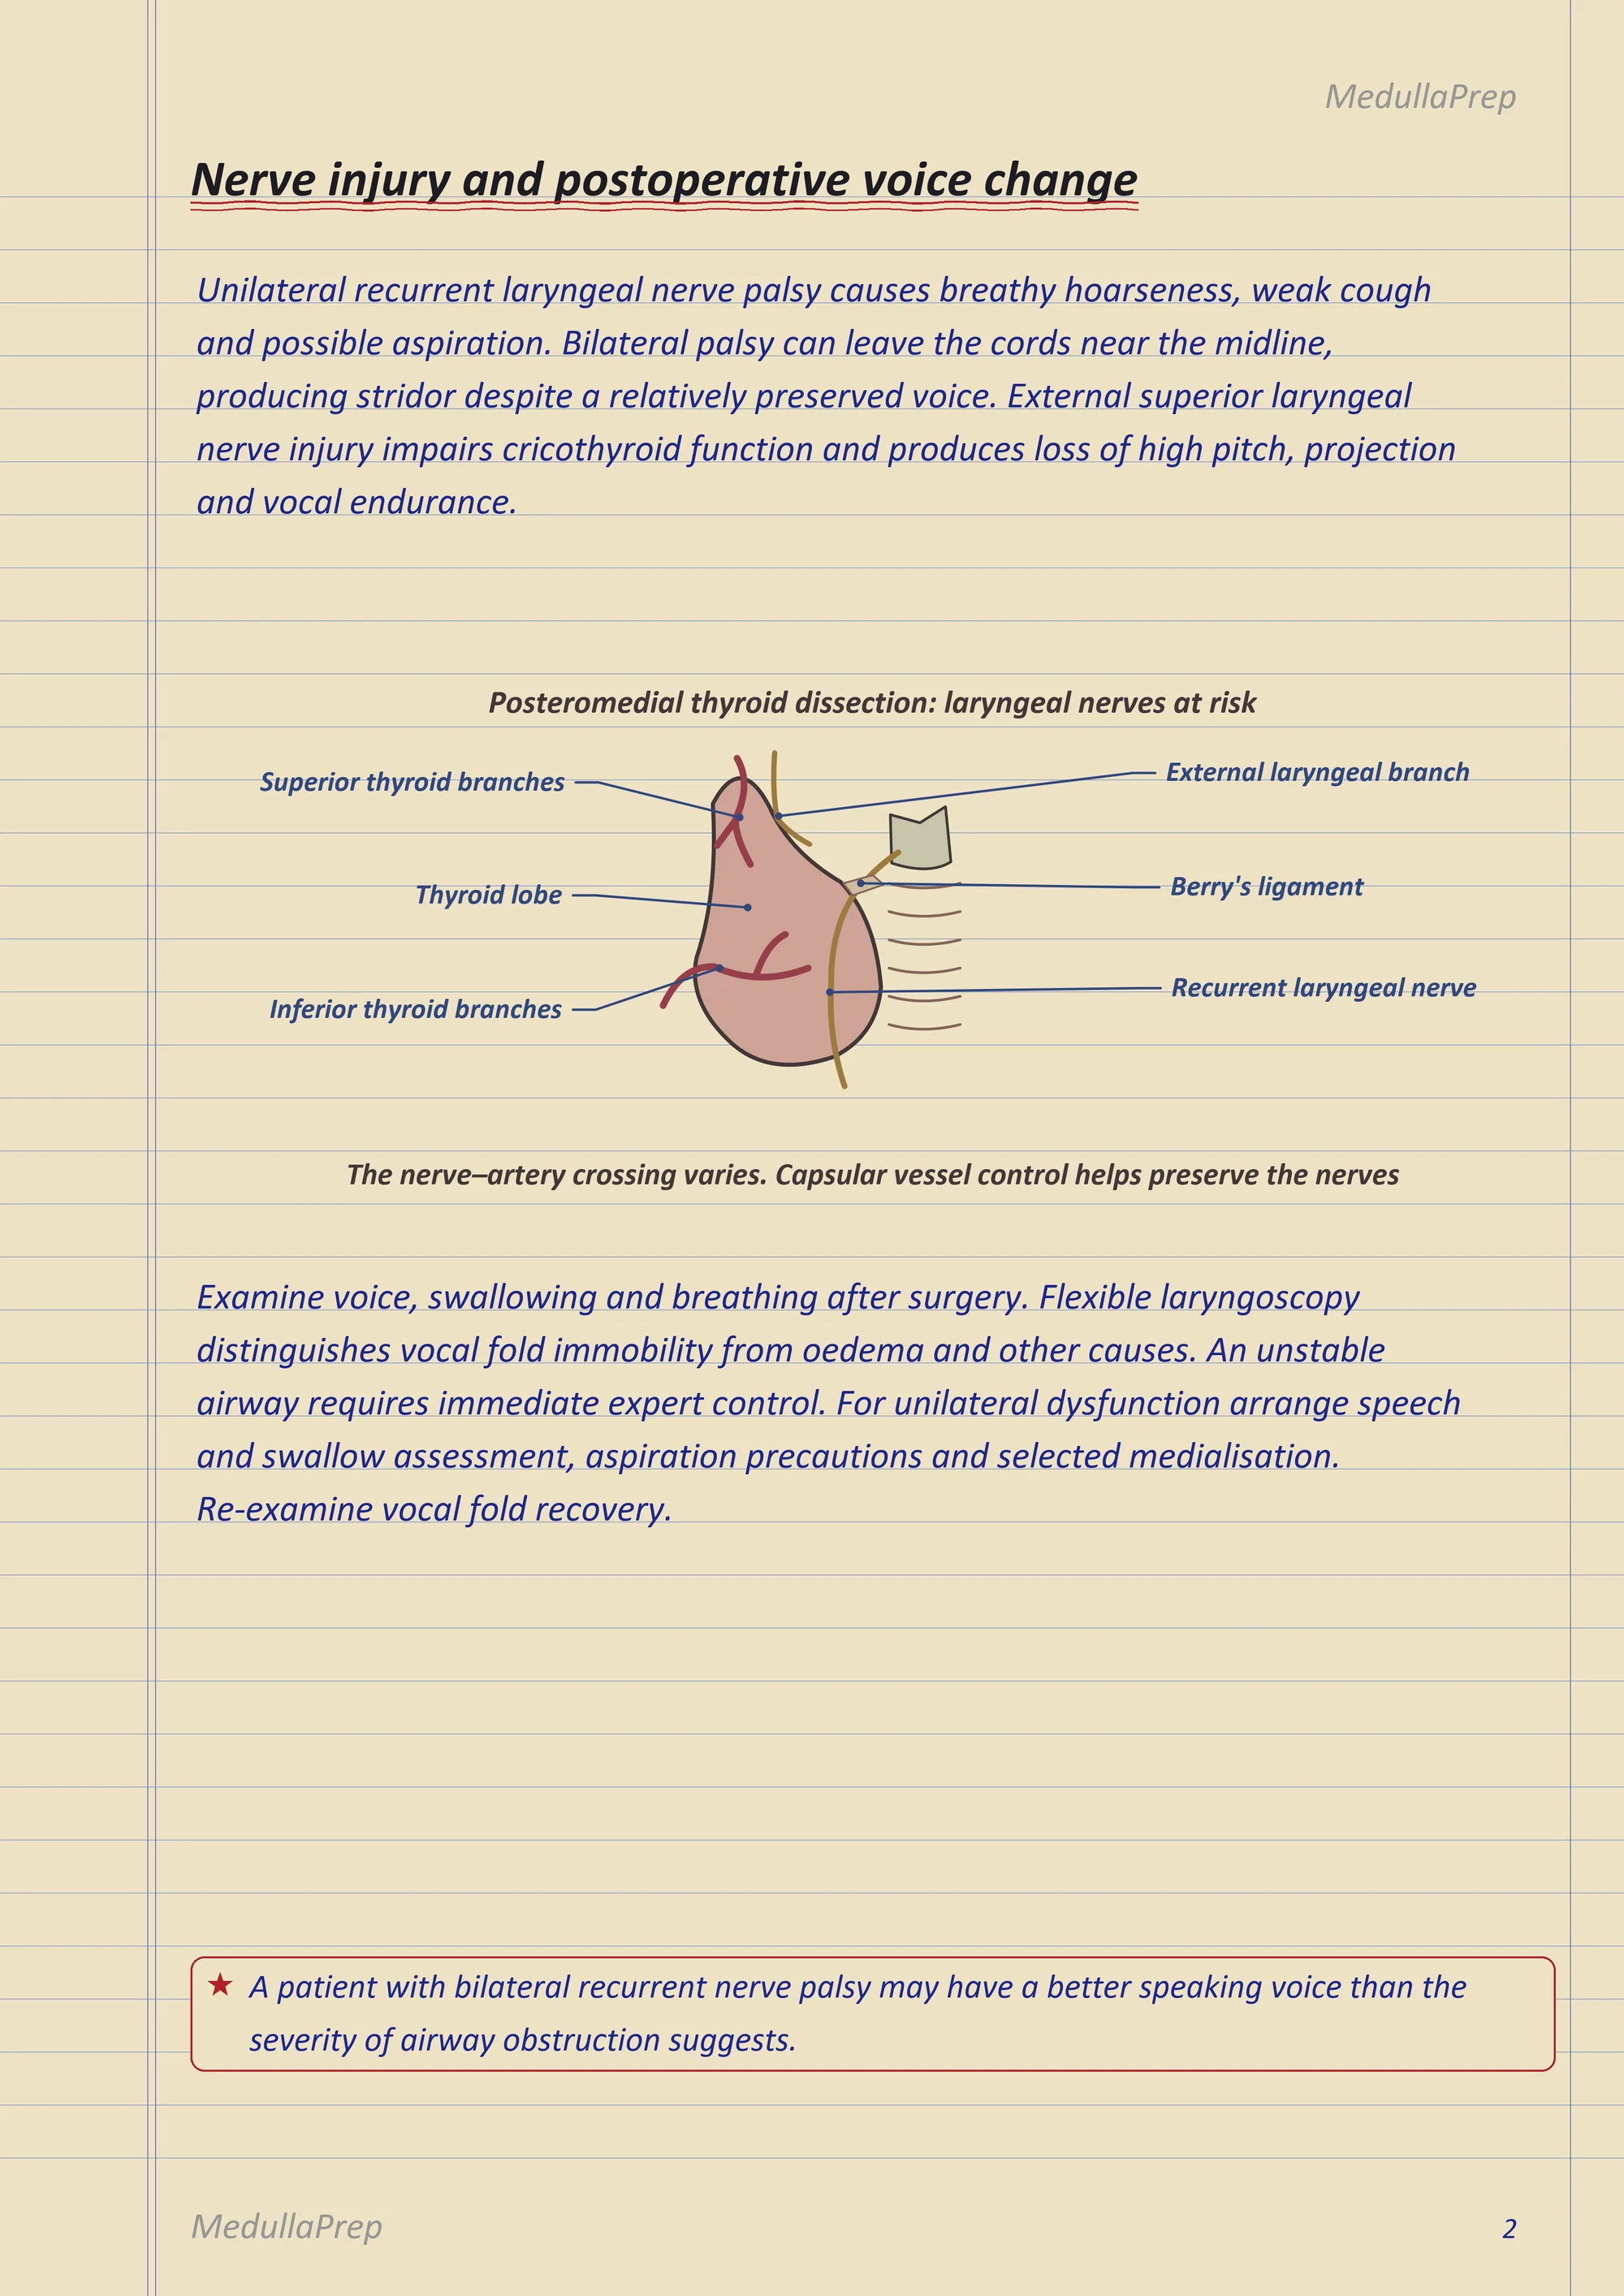 MedullaPrep
Nerve injury and postoperative voice change
Unilateral recurrent laryngeal nerve palsy causes breathy hoarseness, weak cough
and possible aspiration. Bilateral palsy can leave the cords near the midline,
producing stridor despite a relatively preserved voice. External superior laryngeal
nerve injury impairs cricothyroid function and produces loss of high pitch, projection
and vocal endurance.
Posteromedial thyroid dissection: laryngeal nerves at risk
Superior thyroid branches
External laryngeal branch
Thyroid lobe
Berry's ligament
Inferior thyroid branches
Recurrent laryngeal nerve
The nerve–artery crossing varies. Capsular vessel control helps preserve the nerves
Examine voice, swallowing and breathing after surgery. Flexible laryngoscopy
distinguishes vocal fold immobility from oedema and other causes. An unstable
airway requires immediate expert control. For unilateral dysfunction arrange speech
and swallow assessment, aspiration precautions and selected medialisation.
Re-examine vocal fold recovery.
★ A patient with bilateral recurrent nerve palsy may have a better speaking voice than the
severity of airway obstruction suggests.
MedullaPrep
2